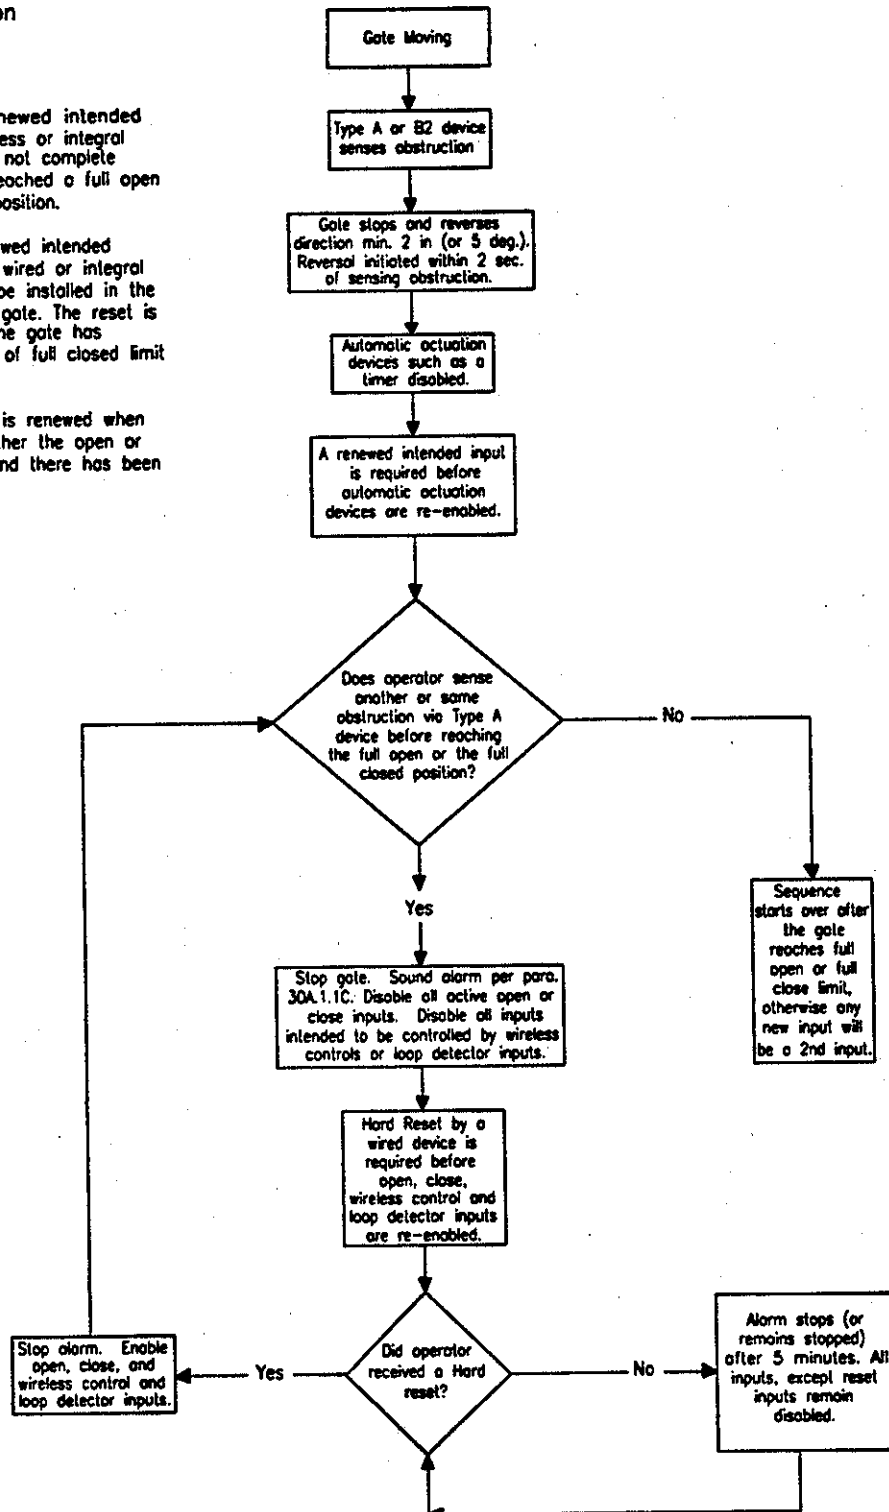 on
newed intended
ess or integral
not complete
eached a full open
position.
wed intended
wired or integral
be installed in the
gate. The reset is
he gate has
of full closed limit
is renewed when
her the open or
nd there has been
Gate Moving
Type A or B2 device
senses obstruction
Gate stops and reverses
direction min. 2 in (or 5 deg.).
Reversal initiated within 2 sec.
of sensing obstruction.
Automatic actuation
devices such as a
timer disabled.
A renewed intended input
is required before
automatic actuation
devices are re-enabled.
Does operator sense
another or same
obstruction via Type A
device before reaching
the full open or the full
closed position?
No
Sequence
starts over after
the gate
reaches full
open or full
close limit,
otherwise any
new input will
be a 2nd input.
Yes
Stop gate. Sound alarm per para.
30A.1.1C. Disable all active open or
close inputs. Disable all inputs
intended to be controlled by wireless
controls or loop detector inputs.
Hard Reset by a
wired device is
required before
open, close,
wireless control and
loop detector inputs
are re-enabled.
Did operator
received a Hard
reset?
Yes
Stop alarm. Enable
open, close, and
wireless control and
loop detector inputs.
No
Alarm stops (or
remains stopped)
after 5 minutes. All
inputs, except reset
inputs remain
disabled.